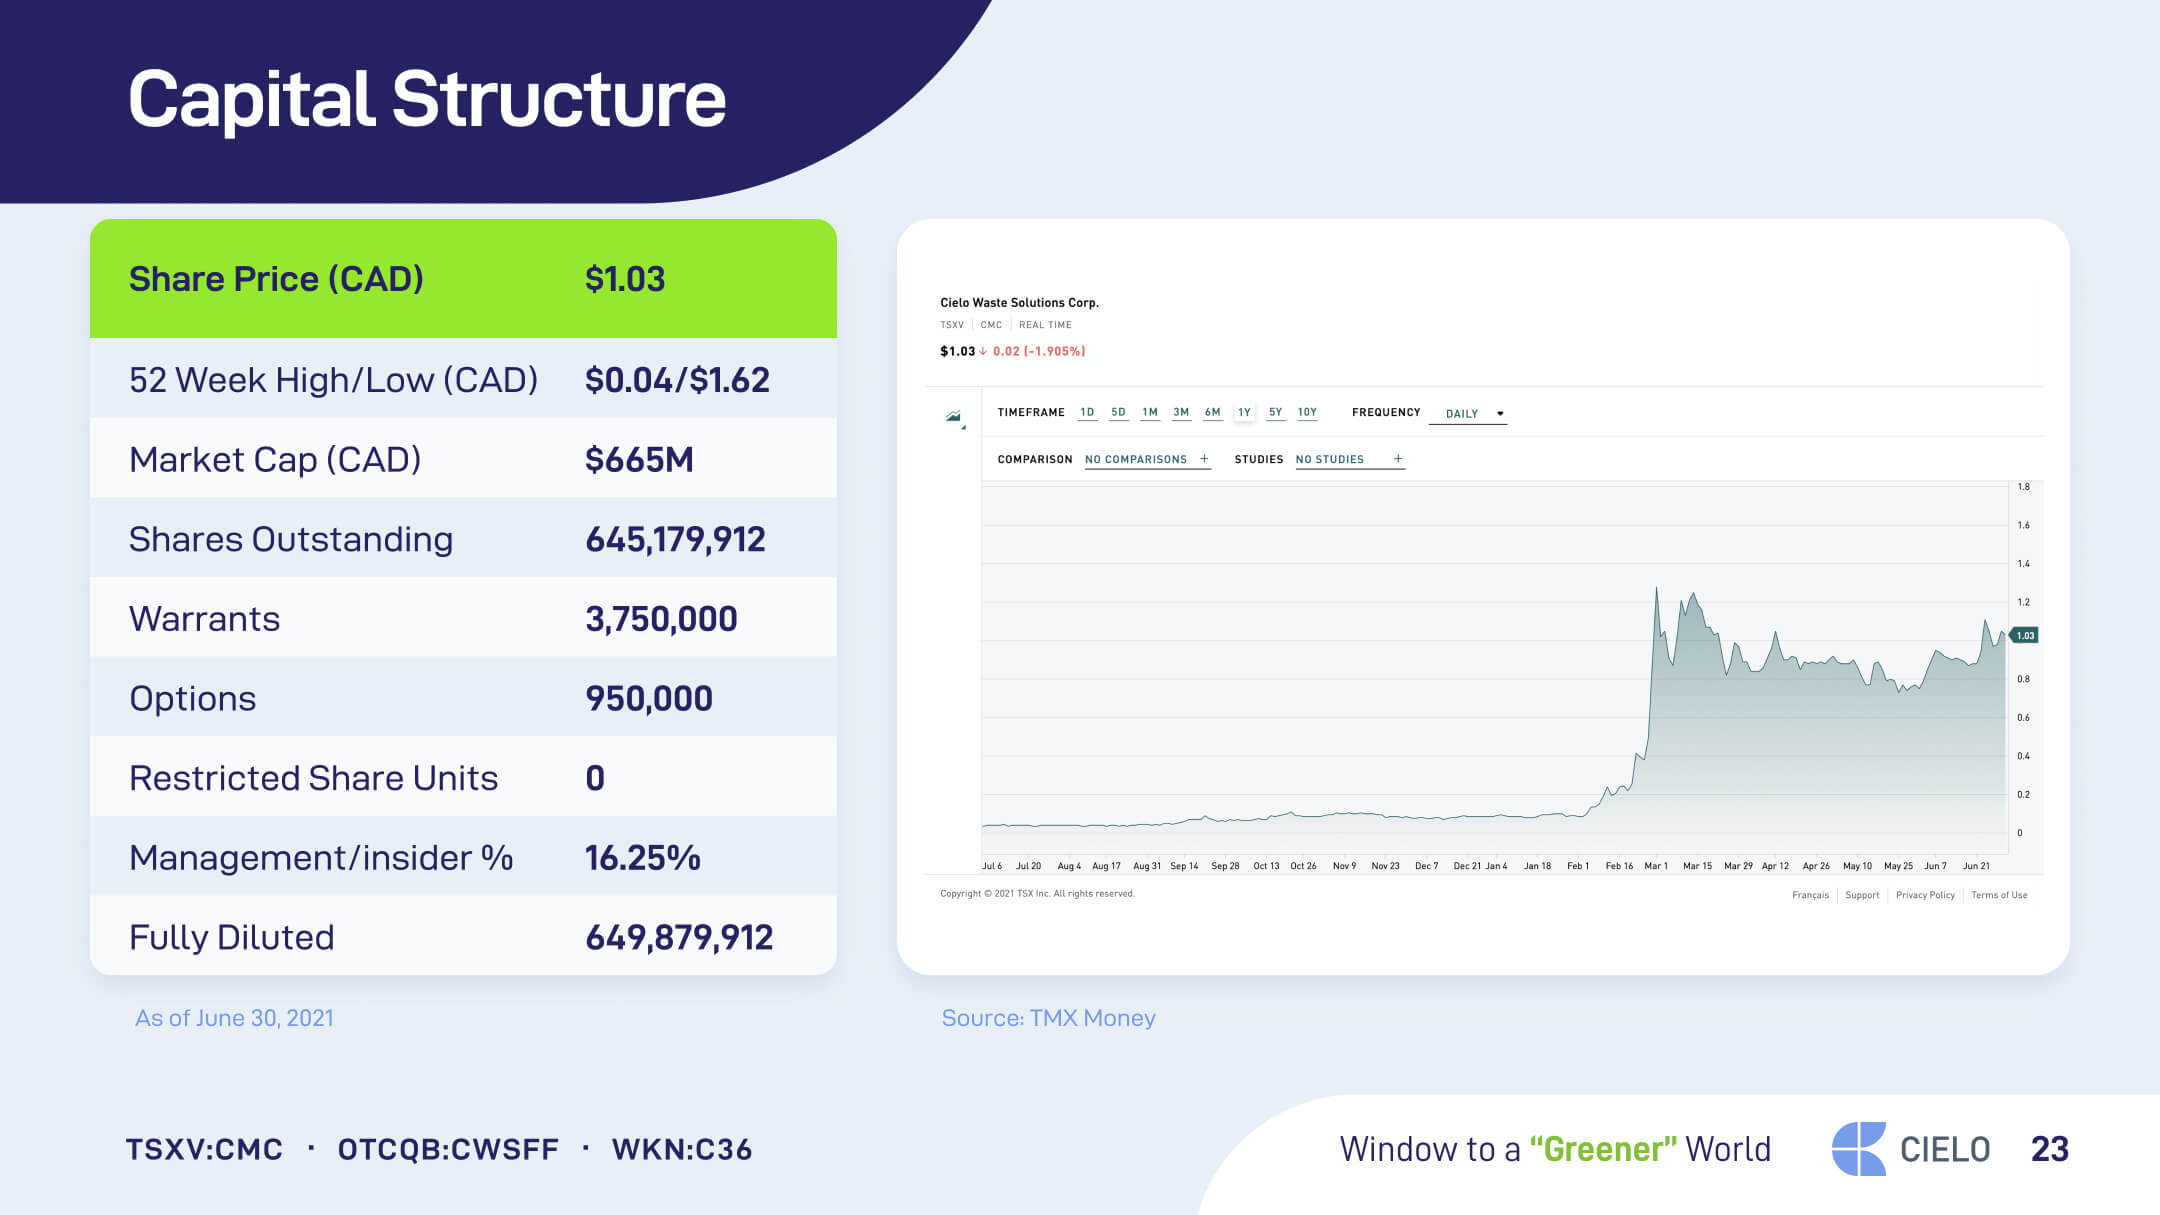 Capital Structure
Share Price (CAD) $1.03
52 Week High/Low (CAD) $0.04/$1.62
Market Cap (CAD) $665M
Shares Outstanding 645,179,912
Warrants 3,750,000
Options 950,000
Restricted Share Units 0
Management/insider % 16.25%
Fully Diluted 649,879,912
As of June 30, 2021
Cielo Waste Solutions Corp.
TSXV CMC REAL TIME
$1.03 ↓ 0.02 (-1.905%)
TIMEFRAME 1D 5D 1M 3M 6M 1Y 5Y 10Y FREQUENCY DAILY
COMPARISON NO COMPARISONS + STUDIES NO STUDIES +
1.8
1.6
1.4
1.2
1.03
0.8
0.6
0.4
0.2
0
Jul 6 Jul 20 Aug 4 Aug 17 Aug 31 Sep 14 Sep 28 Oct 13 Oct 26 Nov 9 Nov 23 Dec 7 Dec 21 Jan 4 Jan 18 Feb 1 Feb 16 Mar 1 Mar 15 Mar 29 Apr 12 Apr 26 May 10 May 25 Jun 7 Jun 21
Copyright © 2021 TSX Inc. All rights reserved. Français Support Privacy Policy Terms of Use
Source: TMX Money
TSXV:CMC · OTCQB:CWSFF · WKN:C36
Window to a “Greener” World CIELO 23